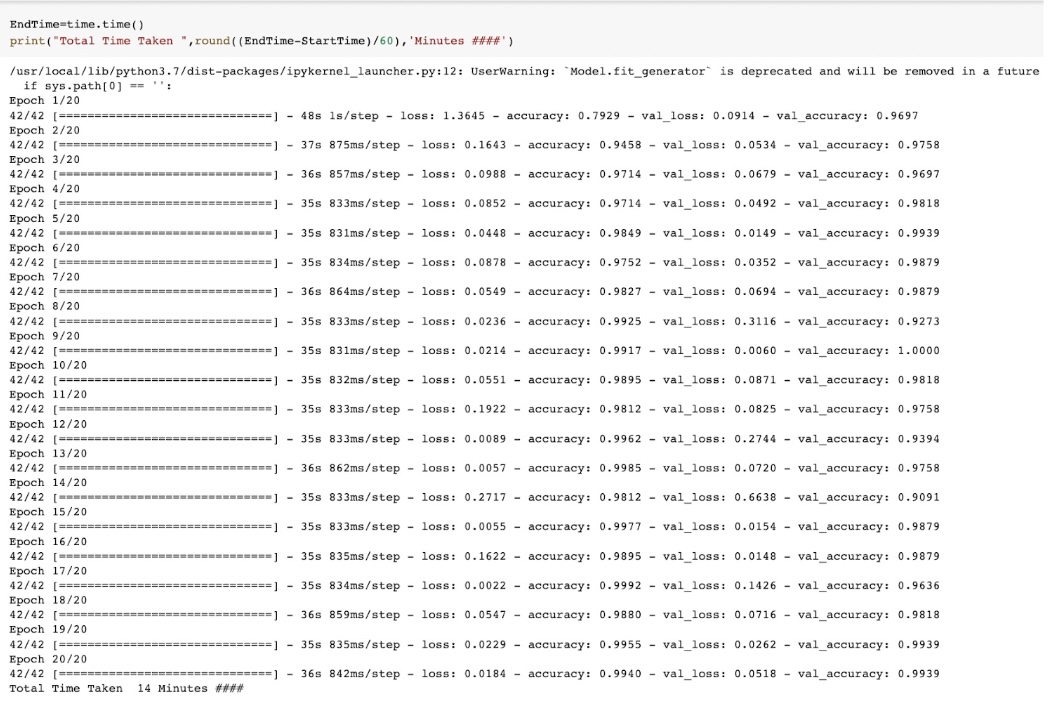 EndTime=time.time()
print("Total Time Taken ",round((EndTime-StartTime)/60),'Minutes ####')
/usr/local/lib/python3.7/dist-packages/ipykernel_launcher.py:12: UserWarning: `Model.fit_generator` is deprecated and will be removed in a future
if sys.path[0] == '':
Epoch 1/20
42/42 [==============================] - 48s 1s/step - loss: 1.3645 - accuracy: 0.7929 - val_loss: 0.0914 - val_accuracy: 0.9697
Epoch 2/20
42/42 [==============================] - 37s 875ms/step - loss: 0.1643 - accuracy: 0.9458 - val_loss: 0.0534 - val_accuracy: 0.9758
Epoch 3/20
42/42 [==============================] - 36s 857ms/step - loss: 0.0988 - accuracy: 0.9714 - val_loss: 0.0679 - val_accuracy: 0.9697
Epoch 4/20
42/42 [==============================] - 35s 833ms/step - loss: 0.0852 - accuracy: 0.9714 - val_loss: 0.0492 - val_accuracy: 0.9818
Epoch 5/20
42/42 [==============================] - 35s 831ms/step - loss: 0.0448 - accuracy: 0.9849 - val_loss: 0.0149 - val_accuracy: 0.9939
Epoch 6/20
42/42 [==============================] - 35s 834ms/step - loss: 0.0878 - accuracy: 0.9752 - val_loss: 0.0352 - val_accuracy: 0.9879
Epoch 7/20
42/42 [==============================] - 36s 864ms/step - loss: 0.0549 - accuracy: 0.9827 - val_loss: 0.0694 - val_accuracy: 0.9879
Epoch 8/20
42/42 [==============================] - 35s 833ms/step - loss: 0.0236 - accuracy: 0.9925 - val_loss: 0.3116 - val_accuracy: 0.9273
Epoch 9/20
42/42 [==============================] - 35s 831ms/step - loss: 0.0214 - accuracy: 0.9917 - val_loss: 0.0060 - val_accuracy: 1.0000
Epoch 10/20
42/42 [==============================] - 35s 832ms/step - loss: 0.0551 - accuracy: 0.9895 - val_loss: 0.0871 - val_accuracy: 0.9818
Epoch 11/20
42/42 [==============================] - 35s 833ms/step - loss: 0.1922 - accuracy: 0.9812 - val_loss: 0.0825 - val_accuracy: 0.9758
Epoch 12/20
42/42 [==============================] - 35s 833ms/step - loss: 0.0089 - accuracy: 0.9962 - val_loss: 0.2744 - val_accuracy: 0.9394
Epoch 13/20
42/42 [==============================] - 36s 862ms/step - loss: 0.0057 - accuracy: 0.9985 - val_loss: 0.0720 - val_accuracy: 0.9758
Epoch 14/20
42/42 [==============================] - 35s 833ms/step - loss: 0.2717 - accuracy: 0.9812 - val_loss: 0.6638 - val_accuracy: 0.9091
Epoch 15/20
42/42 [==============================] - 35s 833ms/step - loss: 0.0055 - accuracy: 0.9977 - val_loss: 0.0154 - val_accuracy: 0.9879
Epoch 16/20
42/42 [==============================] - 35s 835ms/step - loss: 0.1622 - accuracy: 0.9895 - val_loss: 0.0148 - val_accuracy: 0.9879
Epoch 17/20
42/42 [==============================] - 35s 834ms/step - loss: 0.0022 - accuracy: 0.9992 - val_loss: 0.1426 - val_accuracy: 0.9636
Epoch 18/20
42/42 [==============================] - 36s 859ms/step - loss: 0.0547 - accuracy: 0.9880 - val_loss: 0.0716 - val_accuracy: 0.9818
Epoch 19/20
42/42 [==============================] - 35s 835ms/step - loss: 0.0229 - accuracy: 0.9955 - val_loss: 0.0262 - val_accuracy: 0.9939
Epoch 20/20
42/42 [==============================] - 36s 842ms/step - loss: 0.0184 - accuracy: 0.9940 - val_loss: 0.0518 - val_accuracy: 0.9939
Total Time Taken  14 Minutes ####